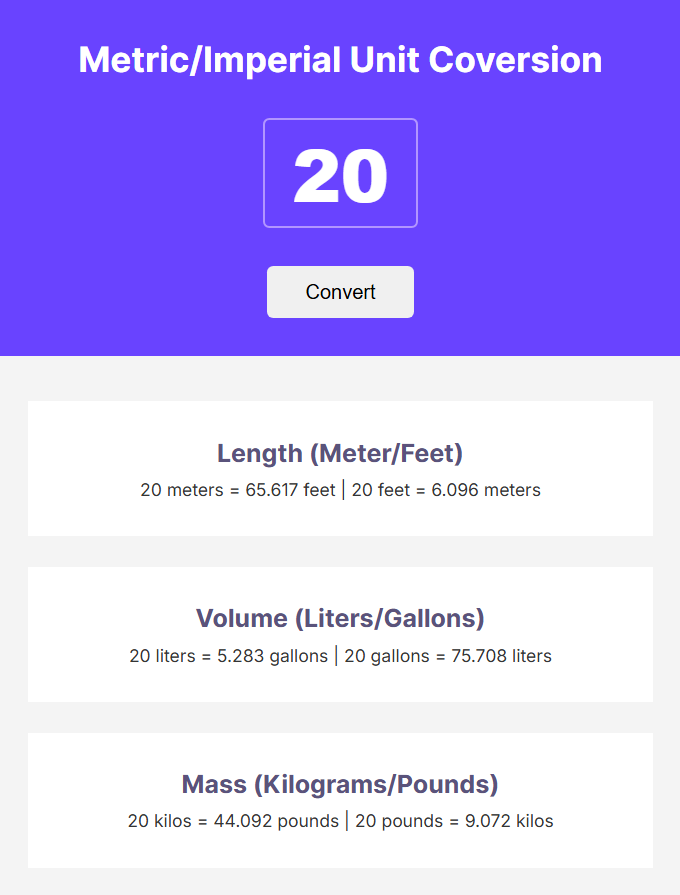 Metric/Imperial Unit Coversion
20
Convert
Length (Meter/Feet)
20 meters = 65.617 feet | 20 feet = 6.096 meters
Volume (Liters/Gallons)
20 liters = 5.283 gallons | 20 gallons = 75.708 liters
Mass (Kilograms/Pounds)
20 kilos = 44.092 pounds | 20 pounds = 9.072 kilos